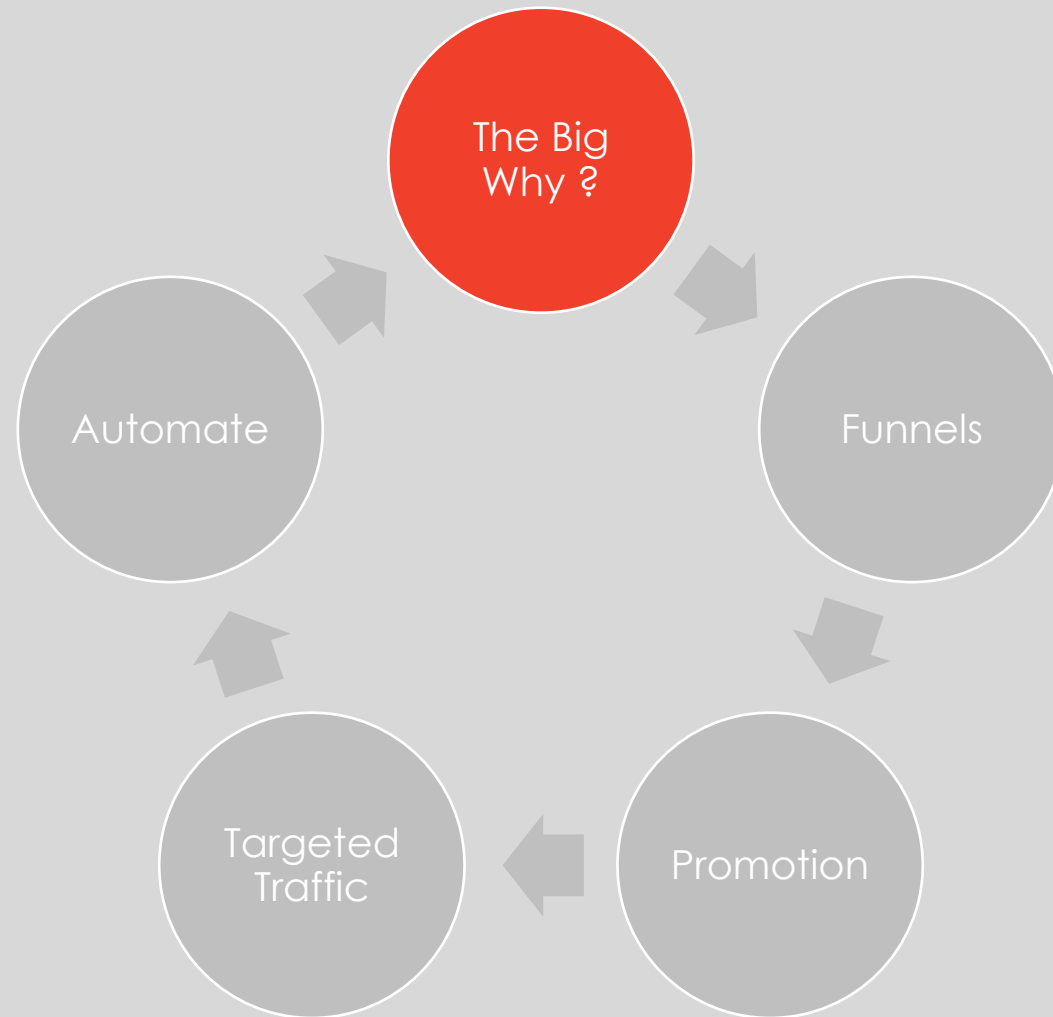 The Big
Why ?
Automate
Funnels
Targeted
Traffic
Promotion